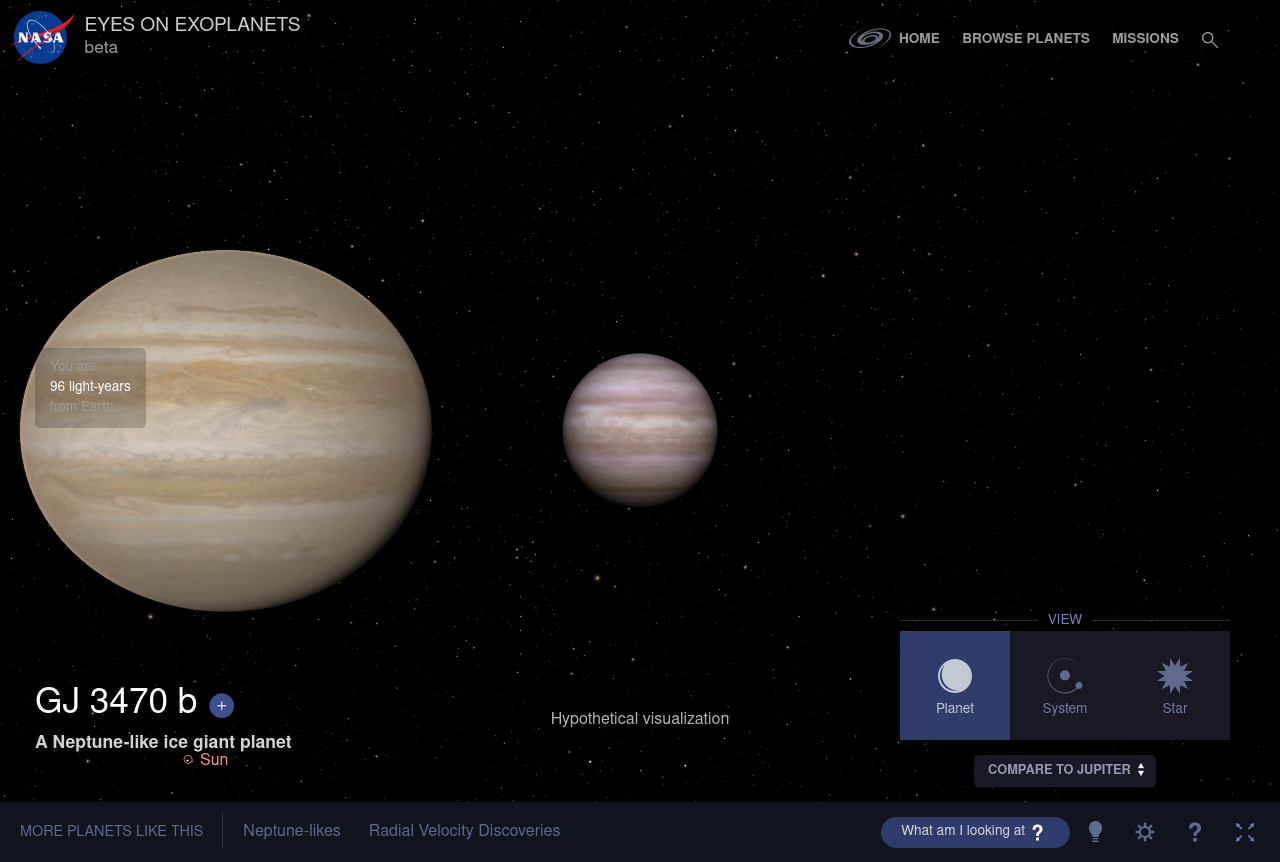 NASA
EYES ON EXOPLANETS
beta
HOME
BROWSE PLANETS
MISSIONS
You are
96 light-years
from Earth
VIEW
Planet
System
Star
COMPARE TO JUPITER
GJ 3470 b +
A Neptune-like ice giant planet
Sun
Hypothetical visualization
MORE PLANETS LIKE THIS
Neptune-likes
Radial Velocity Discoveries
What am I looking at ?
?